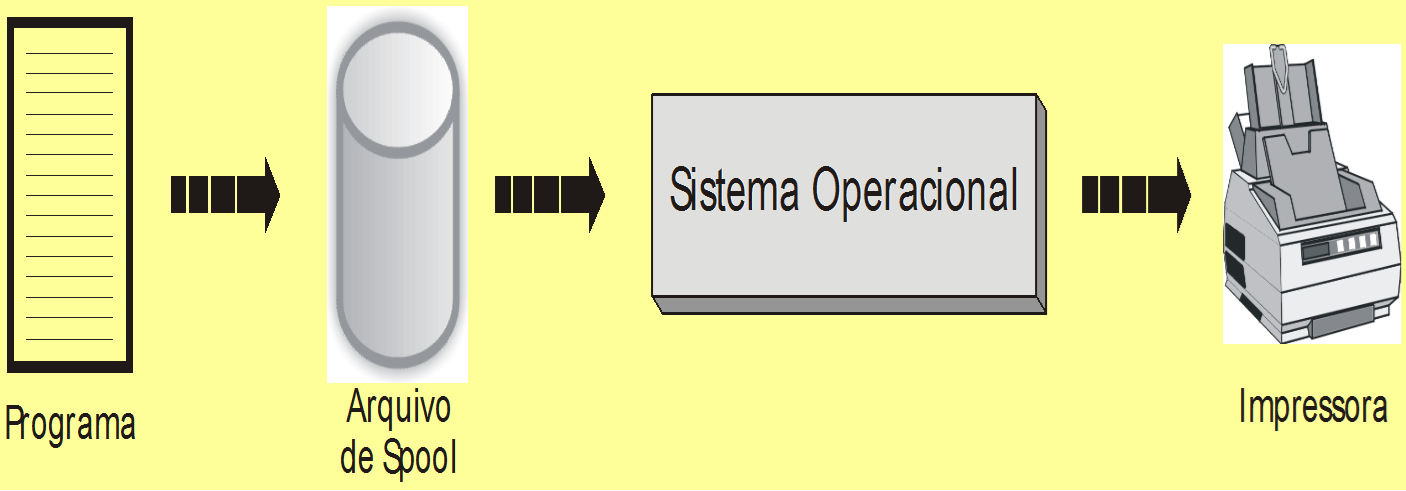 Sistema Operacional
Programa
Arquivo
de Spool
Impressora